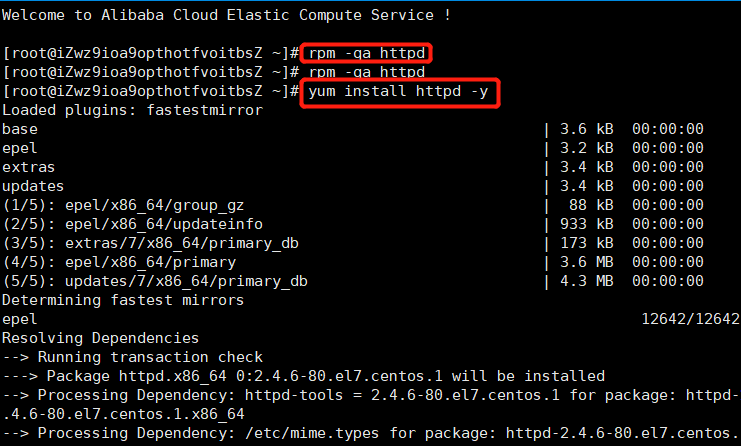 Welcome to Alibaba Cloud Elastic Compute Service !
[root@iZwz9ioa9opthotfvoitbsZ ~]# rpm -qa httpd
[root@iZwz9ioa9opthotfvoitbsZ ~]# rpm -qa httpd
[root@iZwz9ioa9opthotfvoitbsZ ~]# yum install httpd -y
Loaded plugins: fastestmirror
base | 3.6 kB 00:00:00
epel | 3.2 kB 00:00:00
extras | 3.4 kB 00:00:00
updates | 3.4 kB 00:00:00
(1/5): epel/x86_64/group_gz | 88 kB 00:00:00
(2/5): epel/x86_64/updateinfo | 933 kB 00:00:00
(3/5): extras/7/x86_64/primary_db | 173 kB 00:00:00
(4/5): epel/x86_64/primary | 3.6 MB 00:00:00
(5/5): updates/7/x86_64/primary_db | 4.3 MB 00:00:00
Determining fastest mirrors
epel 12642/12642
Resolving Dependencies
--> Running transaction check
---> Package httpd.x86_64 0:2.4.6-80.el7.centos.1 will be installed
--> Processing Dependency: httpd-tools = 2.4.6-80.el7.centos.1 for package: httpd-
.4.6-80.el7.centos.1.x86_64
--> Processing Dependency: /etc/mime.types for package: httpd-2.4.6-80.el7.centos.